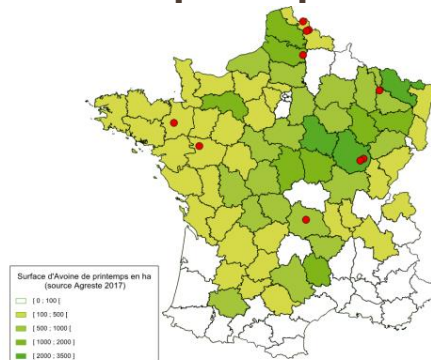 Surface d'Avoine de printemps en ha
(source Agreste 2017)
[ 0 ; 100 [
[ 100 ; 500 [
[ 500 ; 1000 [
[ 1000 ; 2000 [
[ 2000 ; 3500 [